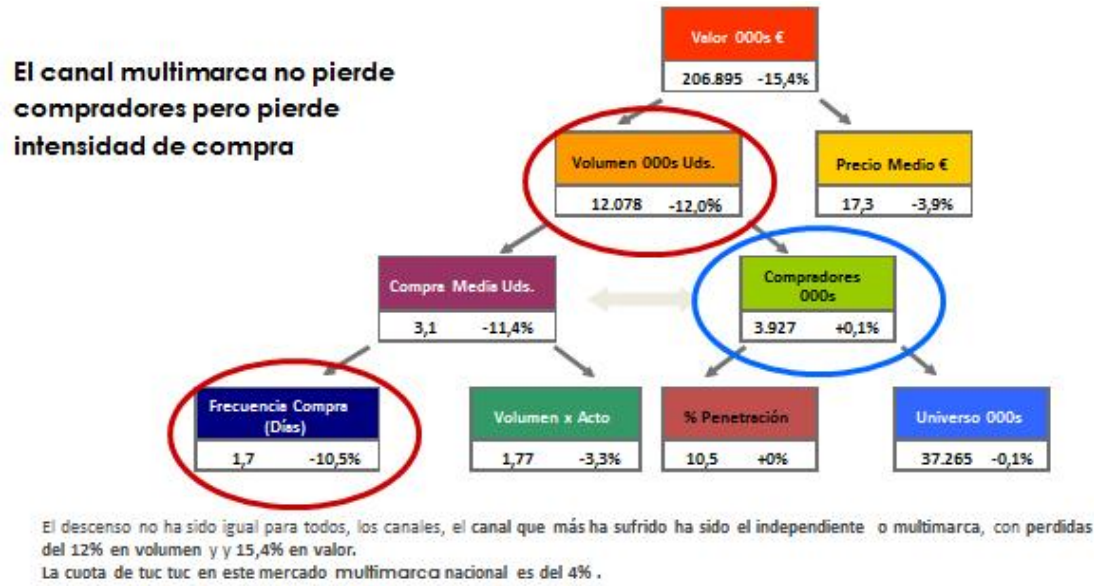 El canal multimarca no pierde
compradores pero pierde
intensidad de compra
Valor 000s €
206.895 -15,4%
Volumen 000s Uds.
12.078 -12,0%
Precio Medio €
17,3 -3,9%
Compra Media Uds.
3,1 -11,4%
Compradores
000s
3.927 +0,1%
Frecuencia Compra
(Días)
1,7 -10,5%
Volumen x Acto
1,77 -3,3%
% Penetración
10,5 +0%
Universo 000s
37.265 -0,1%
El descenso no ha sido igual para todos, los canales, el canal que más ha sufrido ha sido el independiente o multimarca, con perdidas
del 12% en volumen y y 15,4% en valor.
La cuota de tuc tuc en este mercado multimarca nacional es del 4% .